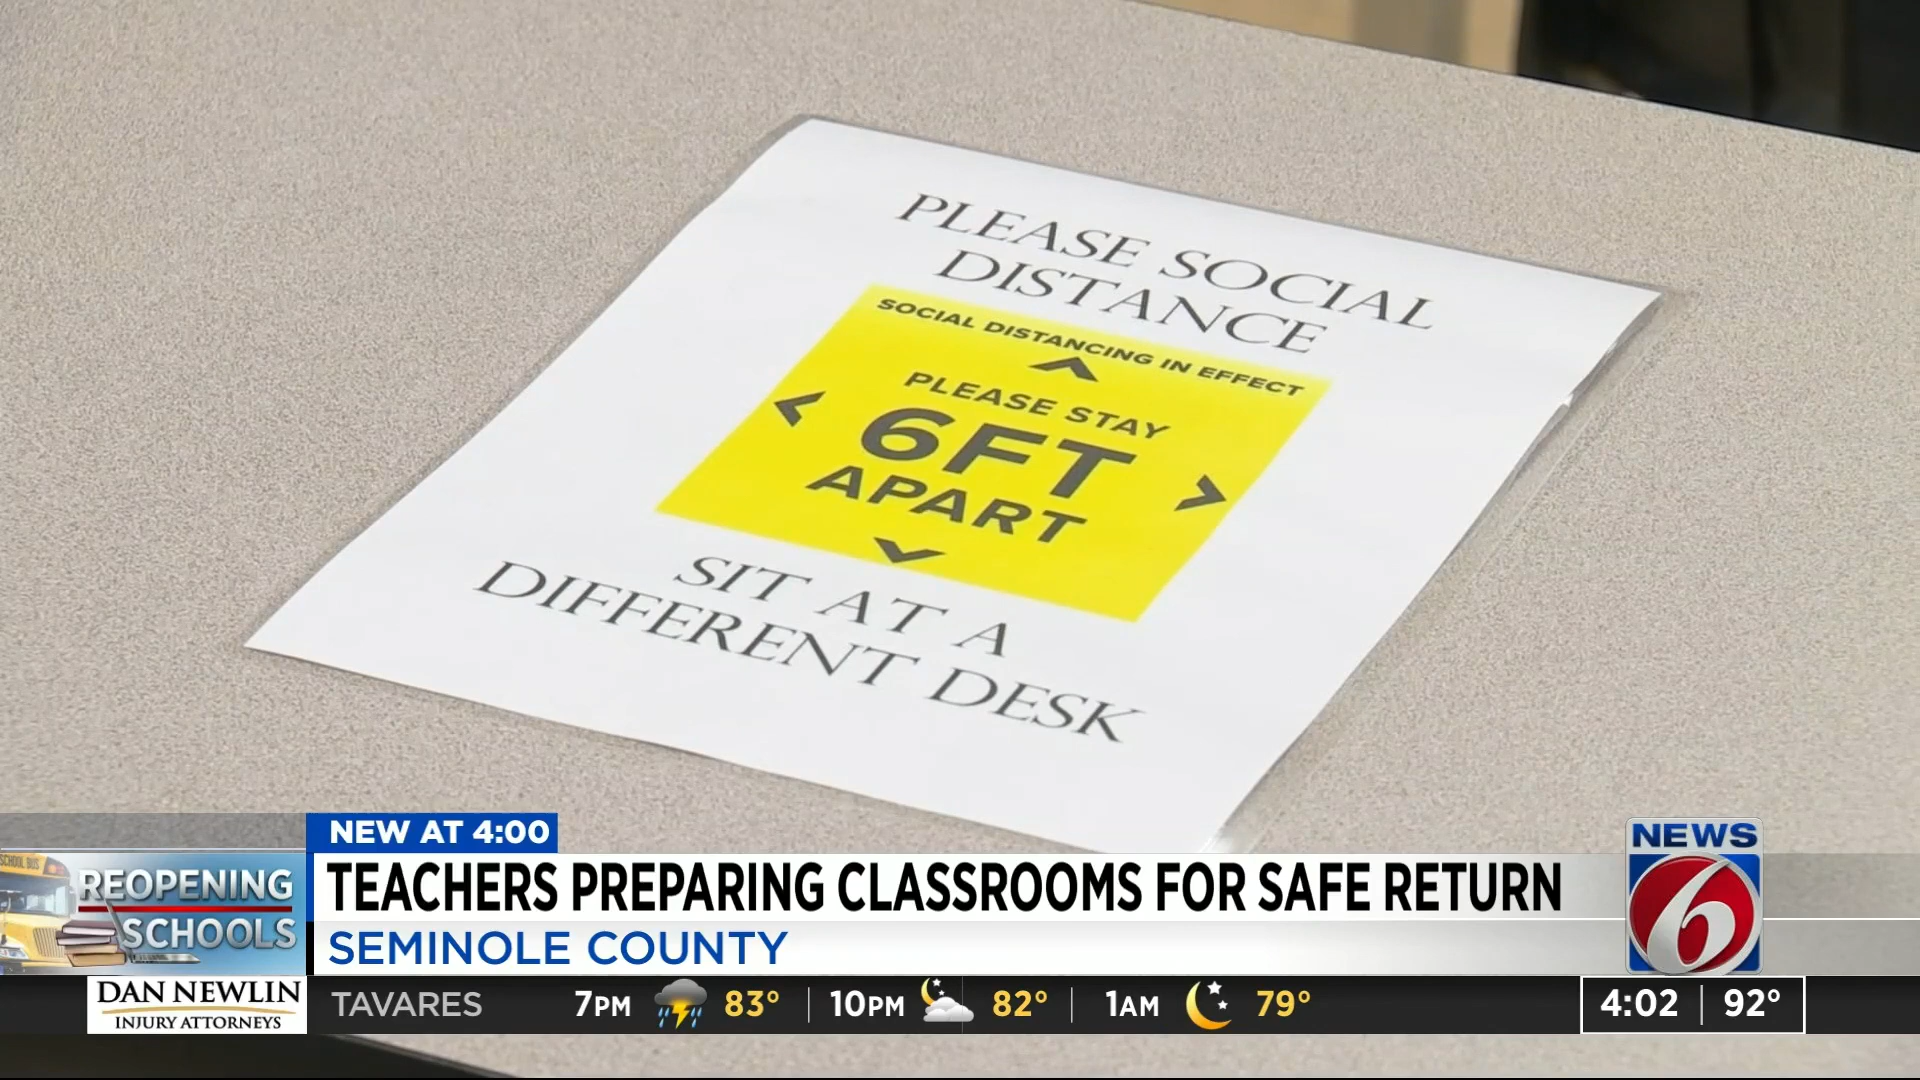 PLEASE SOCIAL
DISTANCE
SOCIAL DISTANCING IN EFFECT
PLEASE STAY
6FT
APART
SIT AT A
DIFFERENT DESK
NEW AT 4:00
SCHOOL BUS
REOPENING
SCHOOLS
TEACHERS PREPARING CLASSROOMS FOR SAFE RETURN
SEMINOLE COUNTY
NEWS
6
DAN NEWLIN
INJURY ATTORNEYS
TAVARES 7PM 83° 10PM 82° 1AM 79°
4:02 92°